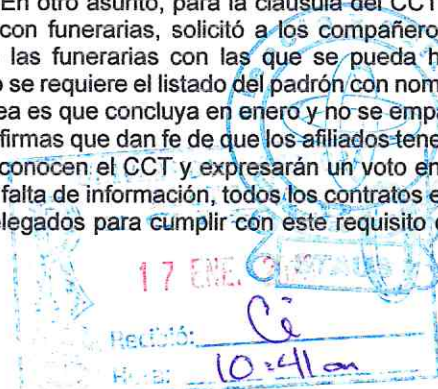 En otro asunto, para la cláusula del CCT
con funerarias, solicitó a los compañero
las funerarias con las que se pueda h
o se requiere el listado del padrón con nom
ea es que concluya en enero y no se empa
firmas que dan fe de que los afiliados tene
conocen el CCT y expresarán un voto en
falta de información, todos los contratos e
elegados para cumplir con este requisito
17 ENE.
Recibió: Cé
Hora: 10:41 am